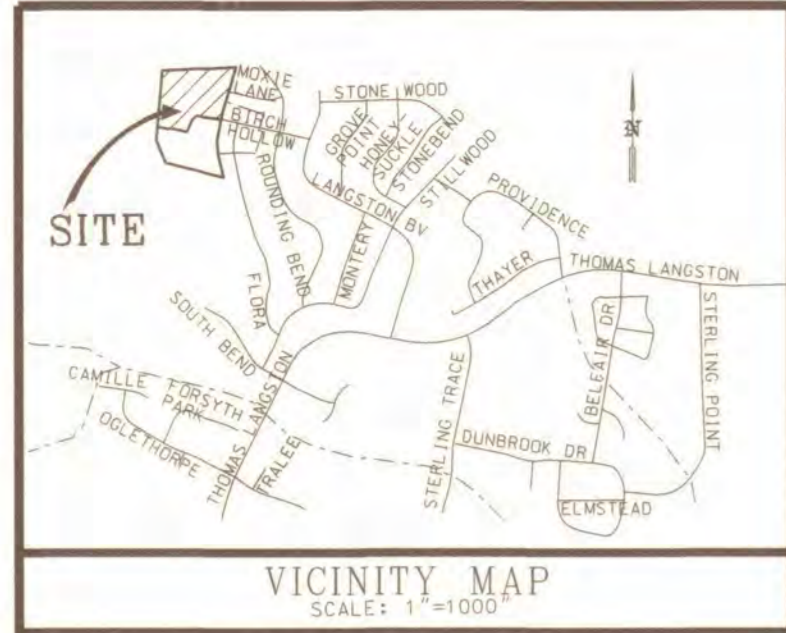 MOXIE
LANE
STONE WOOD
BIRCH
HOLLOW
GROVE
POINT
HONEY-
SUCKLE
STONEBEND
STILLWOOD
N
PROVIDENCE
SITE
ROUNDING BEND
LANGSTON BV
MONTERY
THAYER
THOMAS LANGSTON
FLORA
SOUTH BEND
BELFAIR DR
STERLING POINT
CAMILLE
FORSYTH
PARK
OGLETHORPE
THOMAS LANGSTON
TRALEE
STERLING TRACE
DUNBROOK DR
ELMSTEAD
VICINITY MAP
SCALE: 1"=1000"